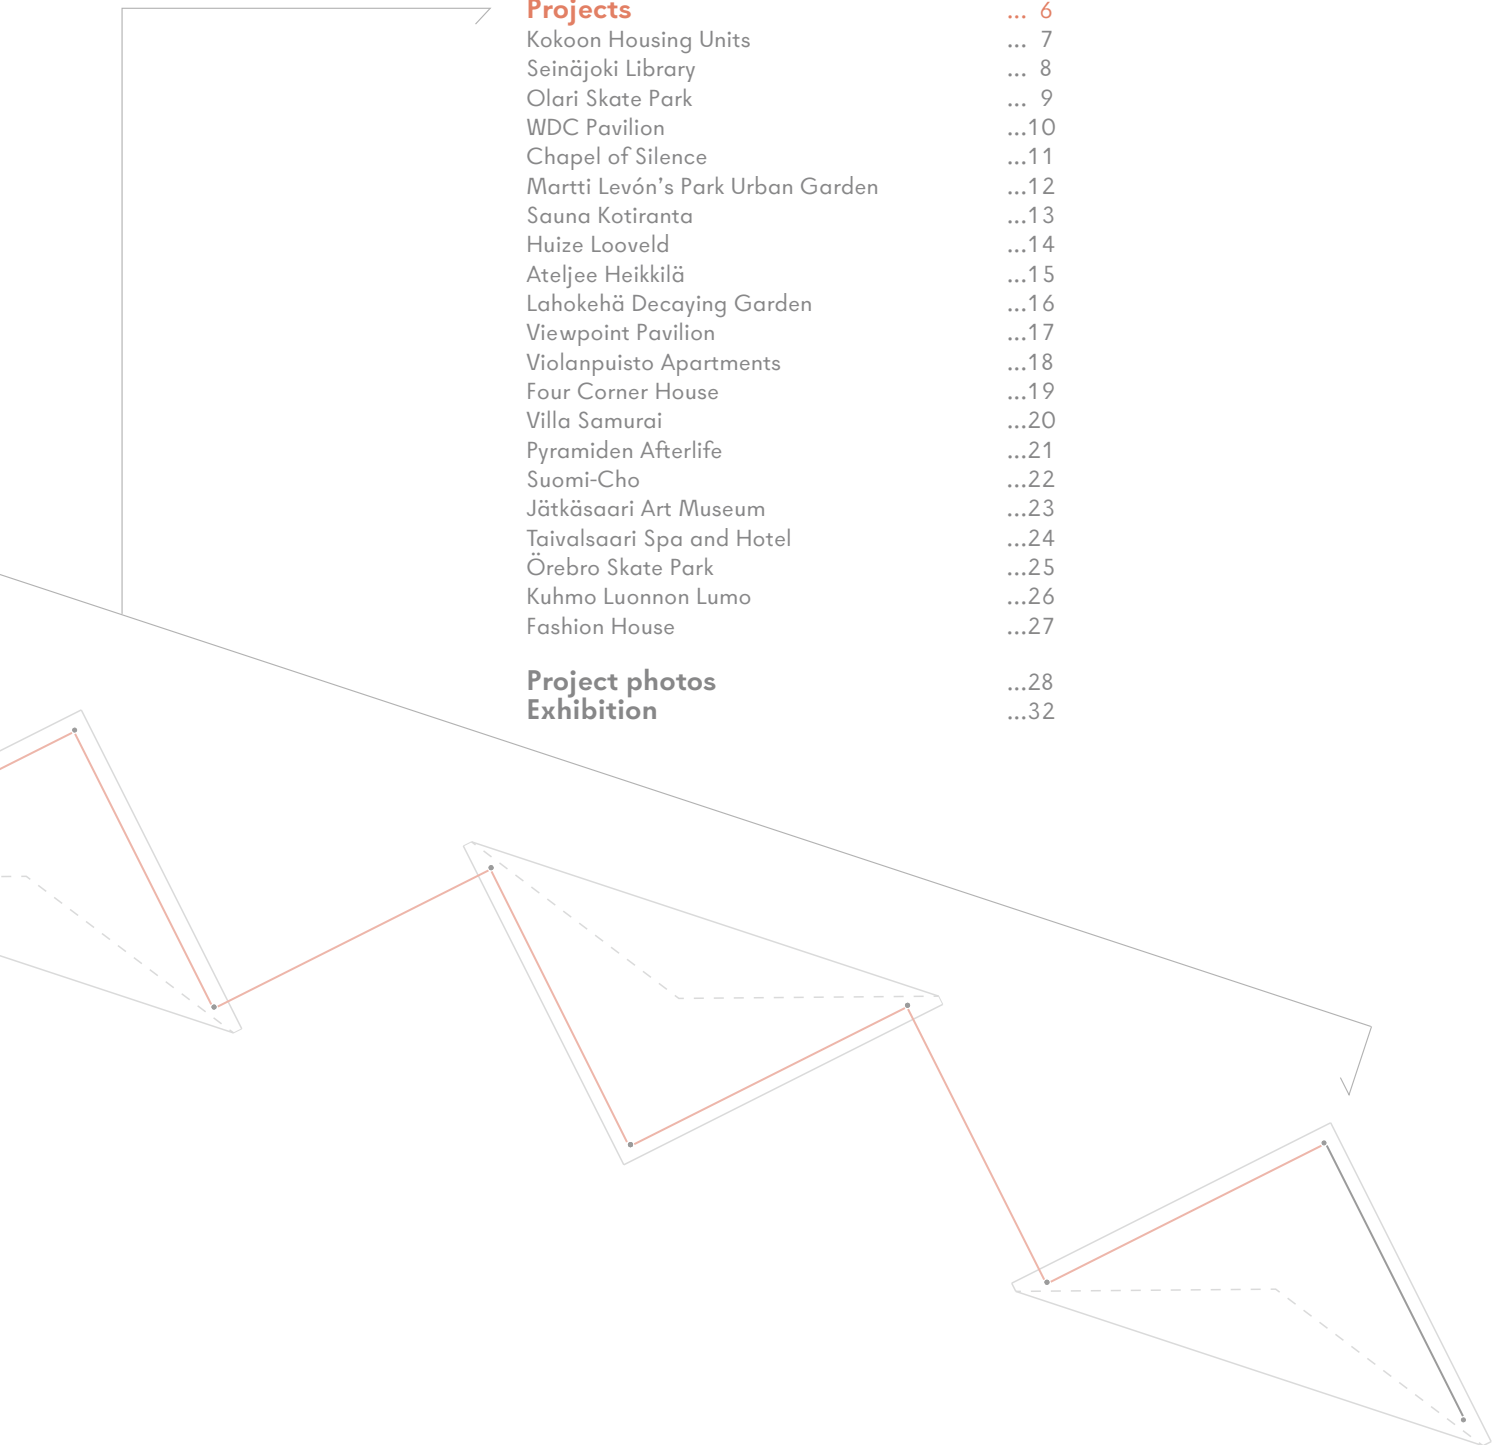 Projects ... 6
Kokoon Housing Units ... 7
Seinäjoki Library ... 8
Olari Skate Park ... 9
WDC Pavilion ...10
Chapel of Silence ...11
Martti Levón's Park Urban Garden ...12
Sauna Kotiranta ...13
Huize Looveld ...14
Ateljee Heikkilä ...15
Lahokehä Decaying Garden ...16
Viewpoint Pavilion ...17
Violanpuisto Apartments ...18
Four Corner House ...19
Villa Samurai ...20
Pyramiden Afterlife ...21
Suomi-Cho ...22
Jätkäsaari Art Museum ...23
Taivalsaari Spa and Hotel ...24
Örebro Skate Park ...25
Kuhmo Luonnon Lumo ...26
Fashion House ...27
Project photos ...28
Exhibition ...32